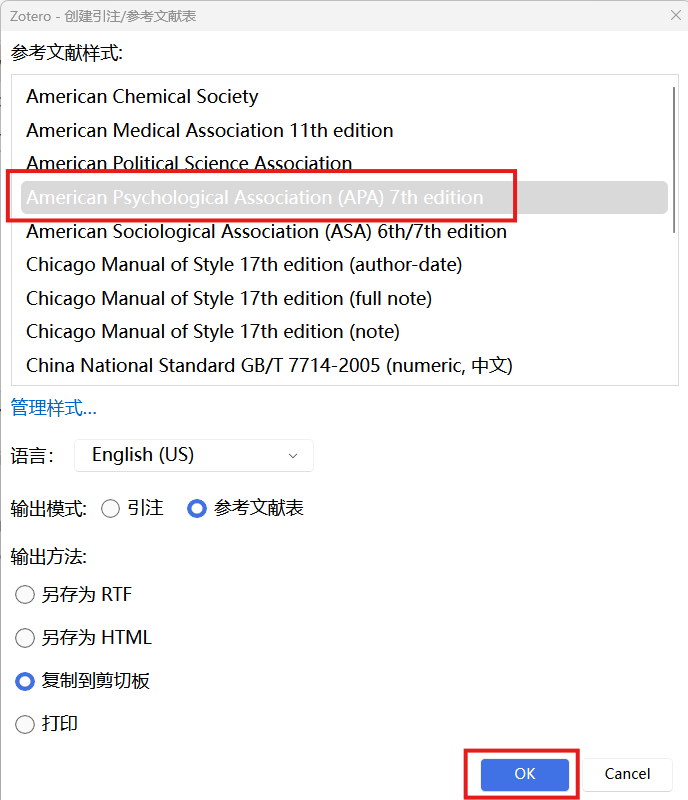 Zotero - 创建引注/参考文献表
参考文献样式:
American Chemical Society
American Medical Association 11th edition
American Political Science Association
American Psychological Association (APA) 7th edition
American Sociological Association (ASA) 6th/7th edition
Chicago Manual of Style 17th edition (author-date)
Chicago Manual of Style 17th edition (full note)
Chicago Manual of Style 17th edition (note)
China National Standard GB/T 7714-2005 (numeric, 中文)
管理样式...
语言: English (US)
输出模式: 引注 参考文献表
输出方法:
另存为 RTF
另存为 HTML
复制到剪切板
打印
OK Cancel